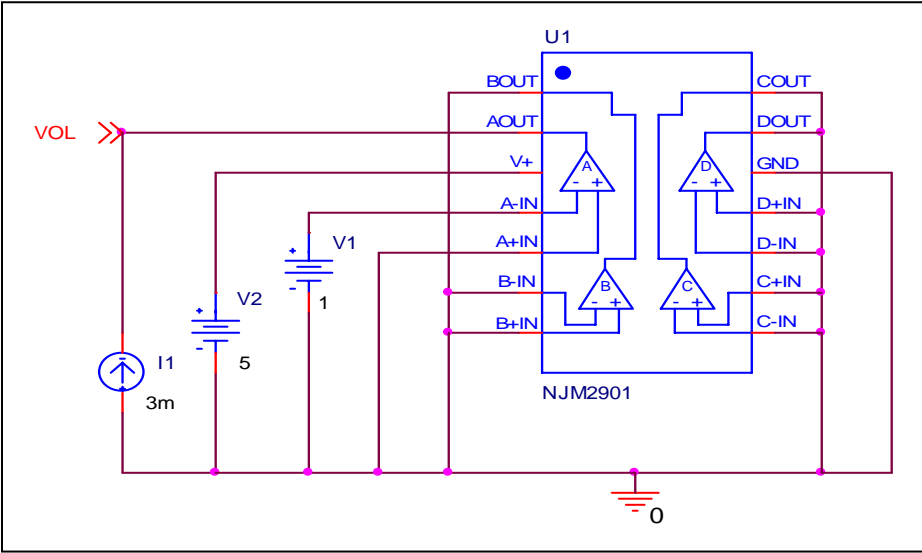 U1
BOUT
COUT
VOL
AOUT
DOUT
V+
GND
A
D
- +
- +
A-IN
D+IN
V1
A+IN
D-IN
+
-
1
B-IN
C+IN
V2
B
C
+
-
5
- +
- +
B+IN
C-IN
I1
-
+
3m
NJM2901
0